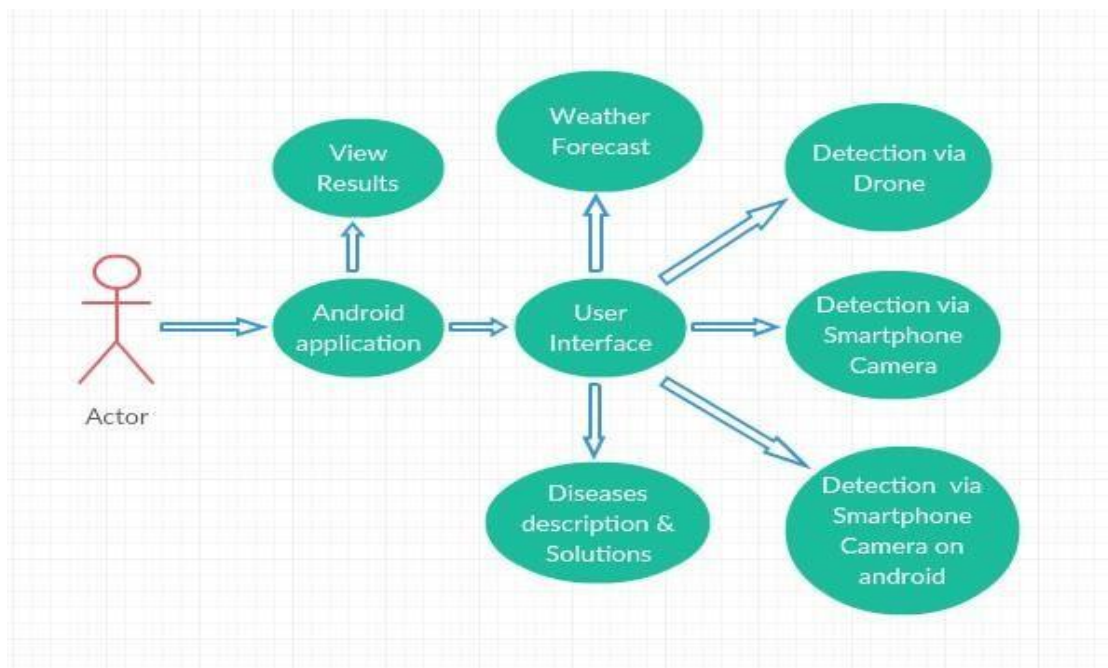 Weather
Forecast
View
Results
Detection via
Drone
Android
application
User
Interface
Detection via
Smartphone
Camera
Actor
Diseases
description &
Solutions
Detection via
Smartphone
Camera on
android